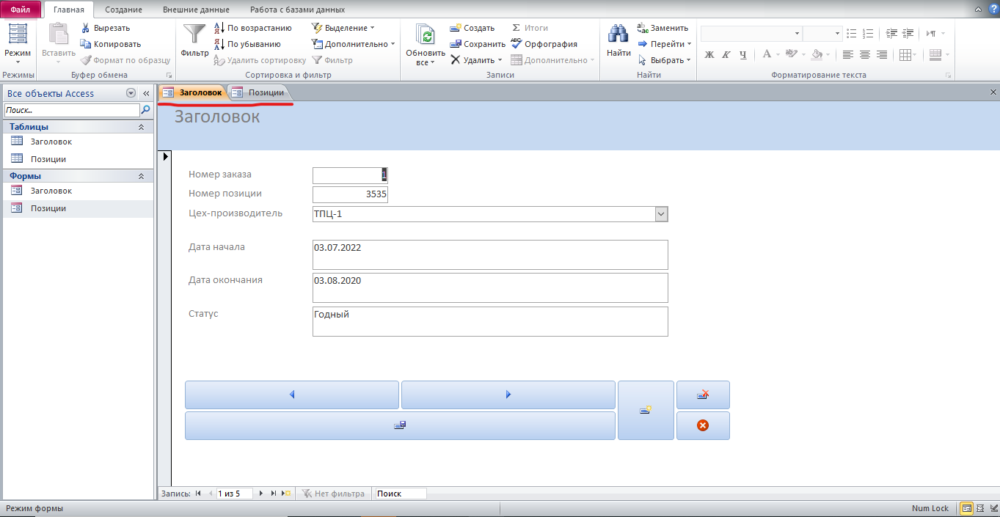 Файл Главная Создание Внешние данные Работа с базами данных
Режим
Режимы
Вставить
Вырезать
Копировать
Формат по образцу
Буфер обмена
Фильтр
По возрастанию
По убыванию
Удалить сортировку
Выделение
Дополнительно
Фильтр
Сортировка и фильтр
Обновить
все
Создать
Сохранить
Удалить
Итоги
Орфография
Дополнительно
Записи
Найти
Заменить
Перейти
Выбрать
Найти
Ж К Ч А
Форматирование текста
Все объекты Access
Поиск...
Таблицы
Заголовок
Позиции
Формы
Заголовок
Позиции
Заголовок Позиции
Заголовок
Номер заказа 1
Номер позиции 3535
Цех-производитель ТПЦ-1
Дата начала 03.07.2022
Дата окончания 03.08.2020
Статус Годный
Запись: 1 из 5 Нет фильтра Поиск
Режим формы Num Lock